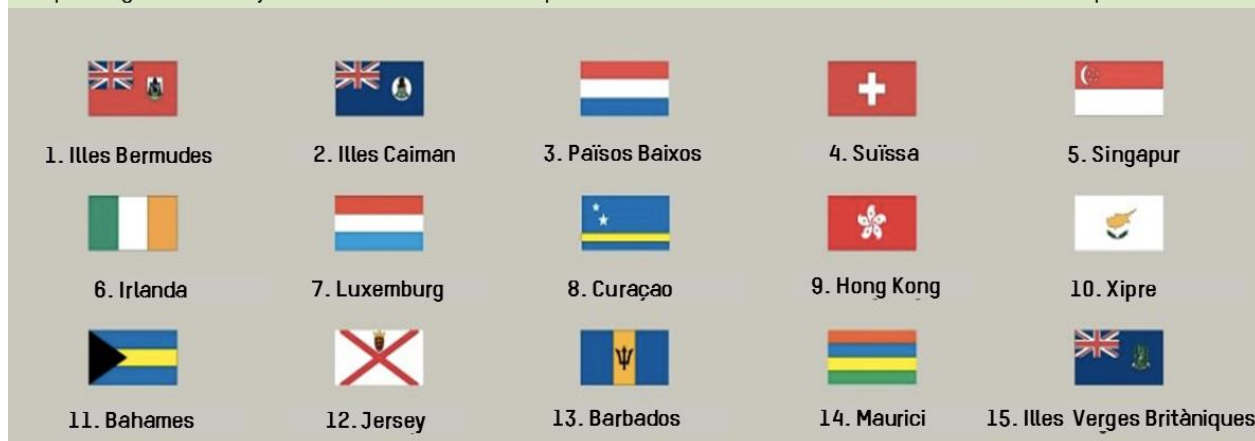 1. Illes Bermudes
2. Illes Caiman
3. Països Baixos
4. Suïssa
5. Singapur
6. Irlanda
7. Luxemburg
8. Curaçao
9. Hong Kong
10. Xipre
11. Bahames
12. Jersey
13. Barbados
14. Maurici
15. Illes Verges Britàniques